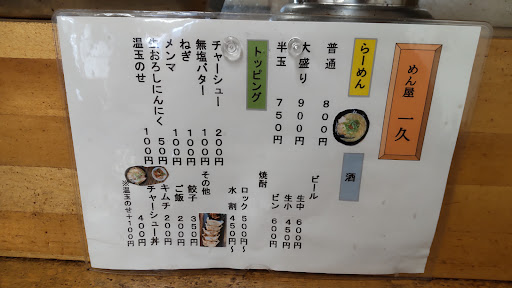 めん屋 一久
らーめん
普通 800円
大盛り 900円
半玉 750円
トッピング
チャーシュー 200円
無塩バター 100円
ねぎ 100円
メンマ 100円
生おろしにんにく 50円
温玉のせ 100円
酒
ビール
生中 600円
生小 450円
ビン 600円
焼酎
ロック 500円~
水割 450円~
その他
餃子 350円
ご飯 200円
キムチ 200円
チャーシュー丼 400円
※温玉のせ+100円